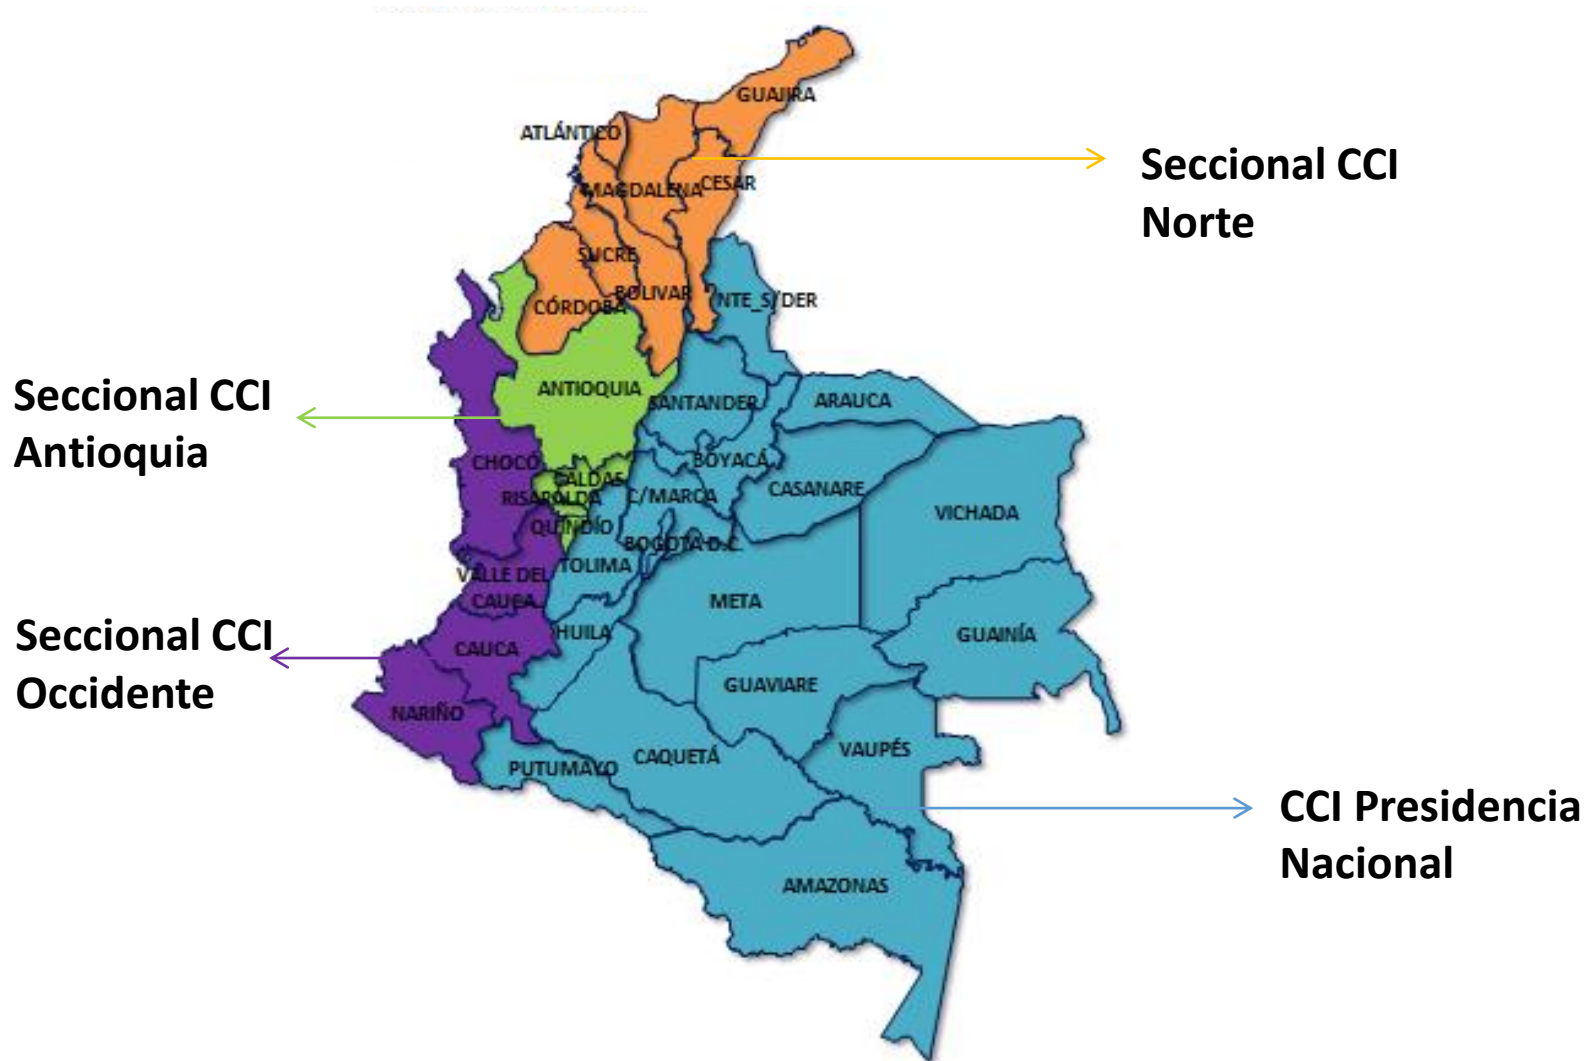 GUAJIRA
ATLÁNTICO
MAGDALENA
CESAR
Seccional CCI
Norte
SUCRE
BOLIVAR
CÓRDOBA
NTE_S/DER
Seccional CCI
Antioquia
ANTIOQUIA
SANTANDER
ARAUCA
CHOCÓ
CALDAS
BOYACÁ
RISARALDA
C/MARCA
CASANARE
VICHADA
QUINDÍO
BOGOTA D.C.
TOLIMA
VALLE DEL
CAUCA
META
Seccional CCI
Occidente
HUILA
GUAINÍA
CAUCA
GUAVIARE
NARIÑO
VAUPÉS
CAQUETÁ
PUTUMAYO
CCI Presidencia
Nacional
AMAZONAS